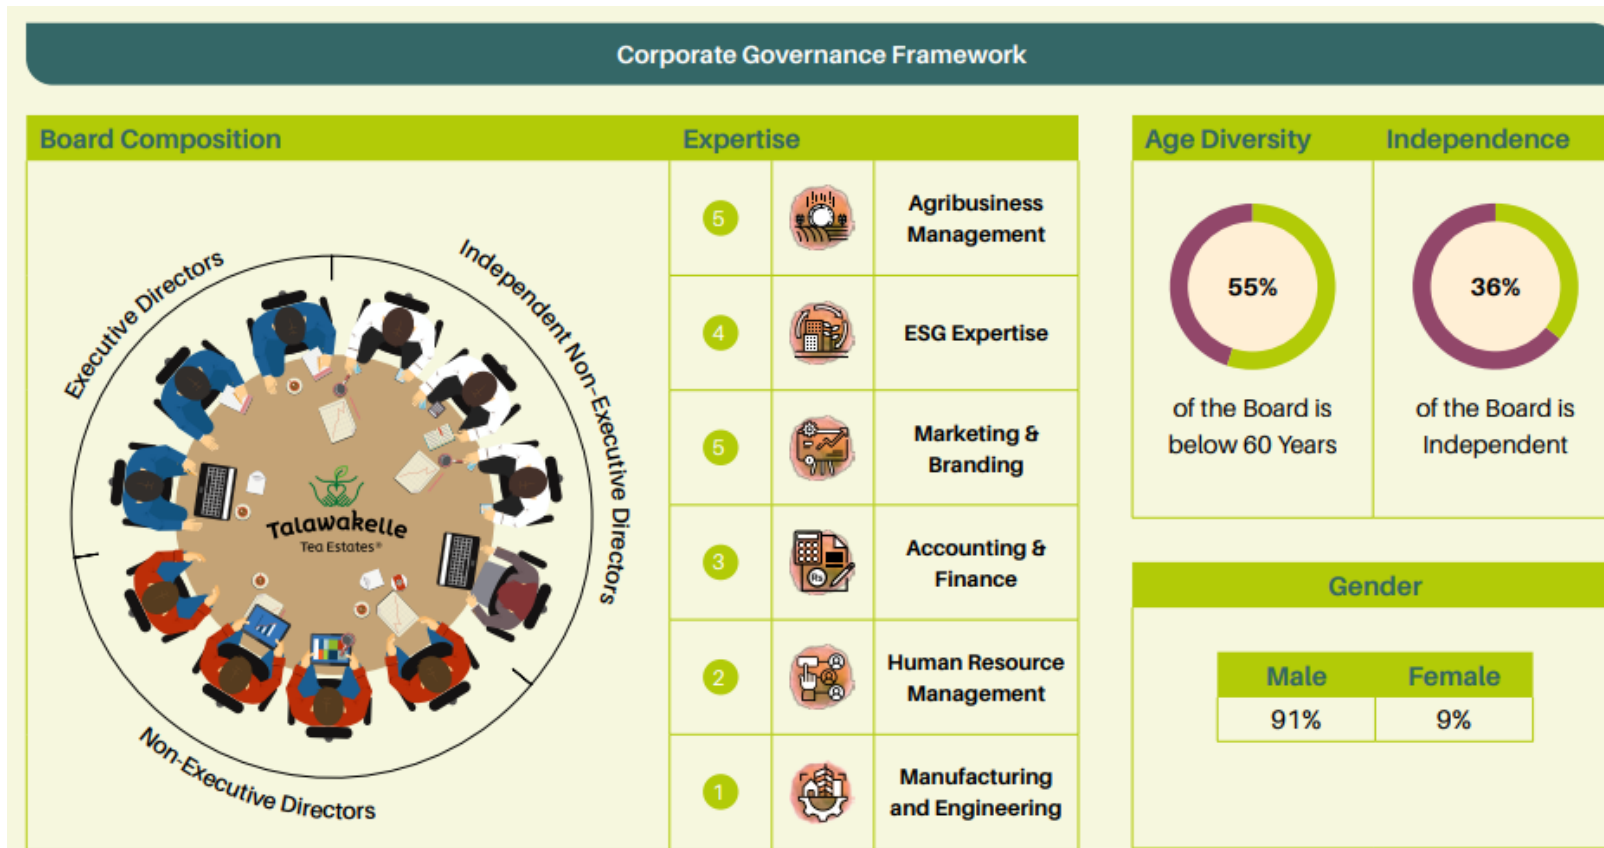 Corporate Governance Framework
Board Composition
Executive Directors
Independent Non-Executive Directors
Talawakelle
Tea Estates®
Non-Executive Directors
Expertise
5
Agribusiness
Management
4
ESG Expertise
5
Marketing &
Branding
3
Rs
Accounting &
Finance
2
Human Resource
Management
1
Manufacturing
and Engineering
Age Diversity
55%
of the Board is
below 60 Years
Independence
36%
of the Board is
Independent
Gender
Male Female
91% 9%